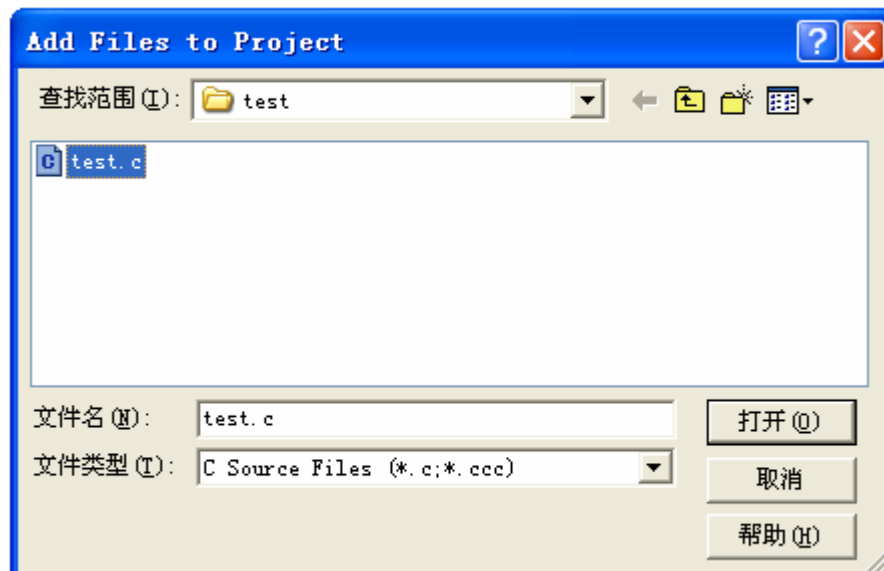 Add Files to Project
查找范围(I): test
test.c
文件名(N): test.c
打开(O)
文件类型(T): C Source Files (*.c;*.ccc)
取消
帮助(H)